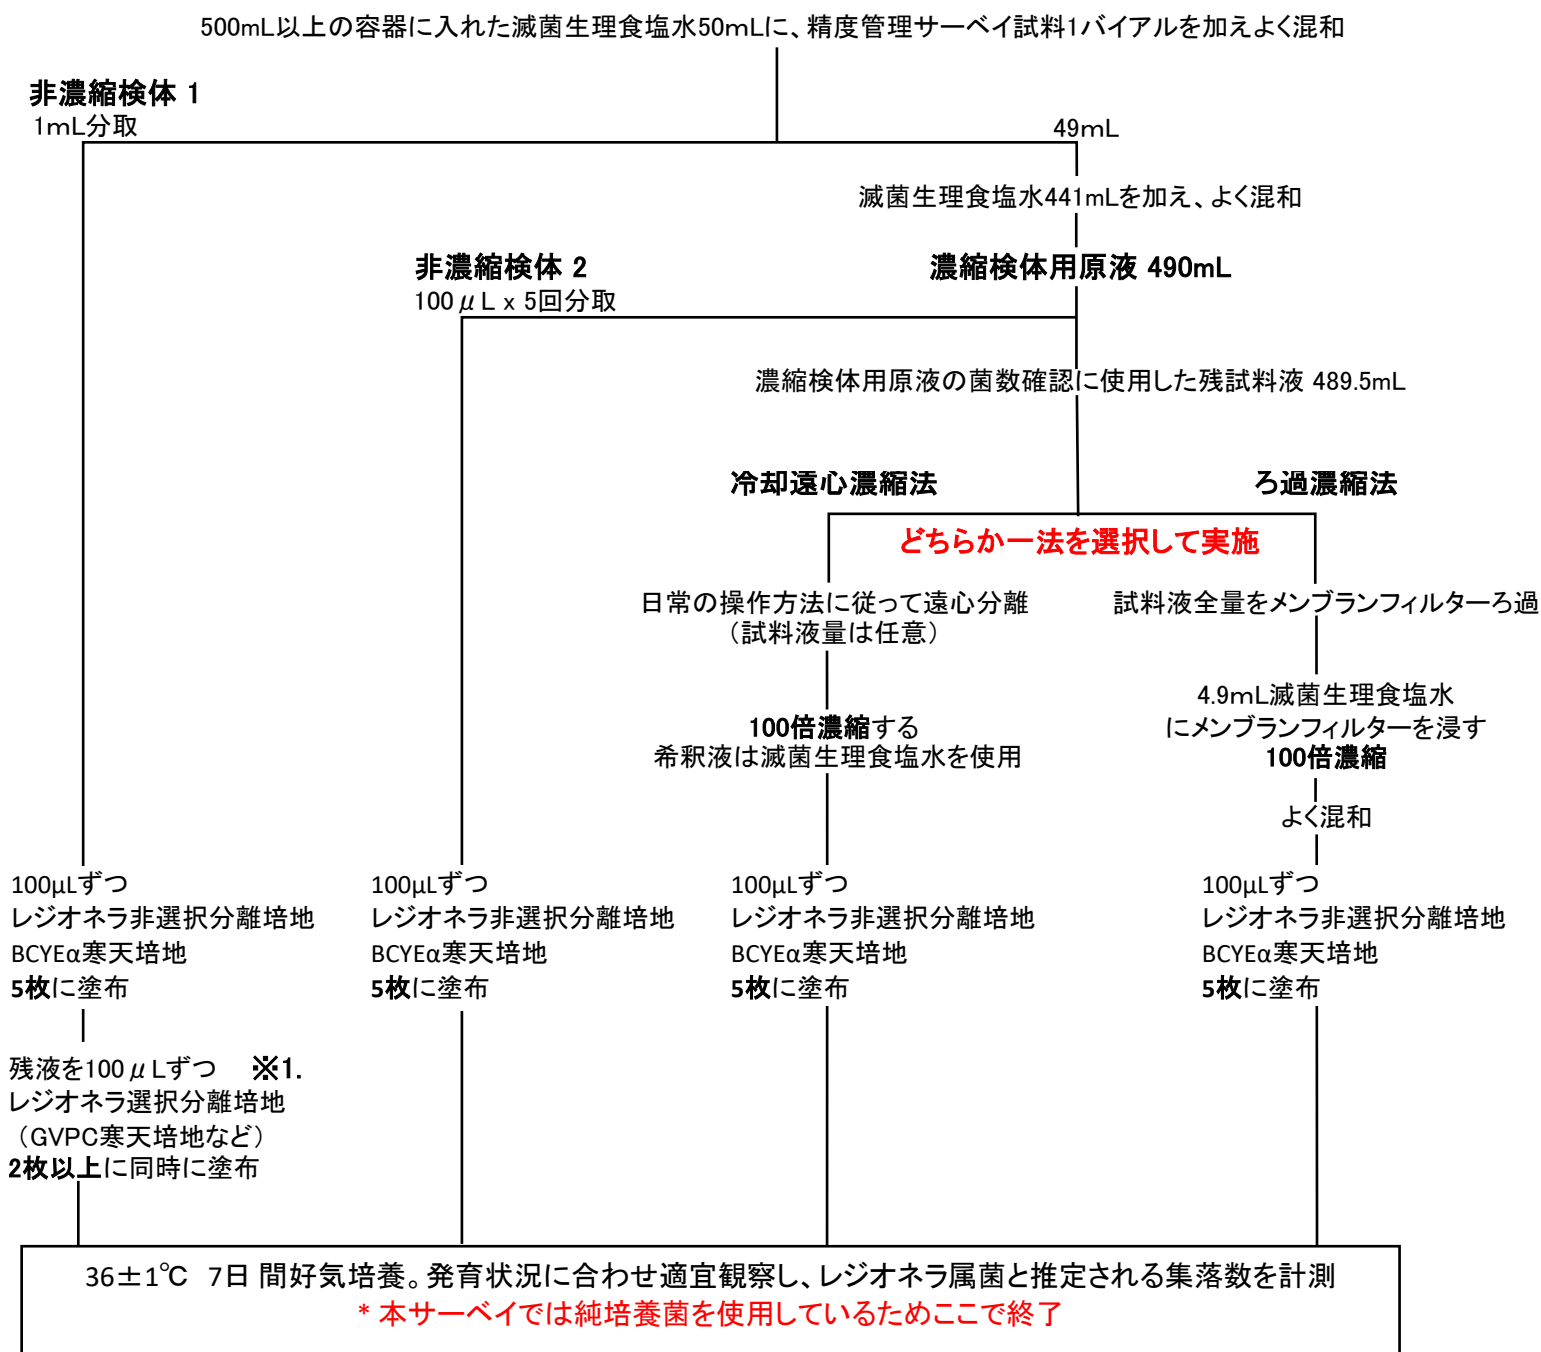 500mL以上の容器に入れた滅菌生理食塩水50mLに、精度管理サーベイ試料1バイアルを加えよく混和
非濃縮検体 1
1mL分取
49mL
滅菌生理食塩水441mLを加え、よく混和
非濃縮検体 2
100μL x 5回分取
濃縮検体用原液 490mL
濃縮検体用原液の菌数確認に使用した残試料液 489.5mL
冷却遠心濃縮法
ろ過濃縮法
どちらか一法を選択して実施
日常の操作方法に従って遠心分離
（試料液量は任意）
100倍濃縮する
希釈液は滅菌生理食塩水を使用
試料液全量をメンブランフィルターろ過
4.9mL滅菌生理食塩水
にメンブランフィルターを浸す
100倍濃縮
よく混和
100μLずつ
レジオネラ非選択分離培地
BCYEα寒天培地
5枚に塗布
残液を100μLずつ ※1.
レジオネラ選択分離培地
（GVPC寒天培地など）
2枚以上に同時に塗布
100μLずつ
レジオネラ非選択分離培地
BCYEα寒天培地
5枚に塗布
100μLずつ
レジオネラ非選択分離培地
BCYEα寒天培地
5枚に塗布
100μLずつ
レジオネラ非選択分離培地
BCYEα寒天培地
5枚に塗布
36±1℃ 7日 間好気培養。発育状況に合わせ適宜観察し、レジオネラ属菌と推定される集落数を計測
* 本サーベイでは純培養菌を使用しているためここで終了